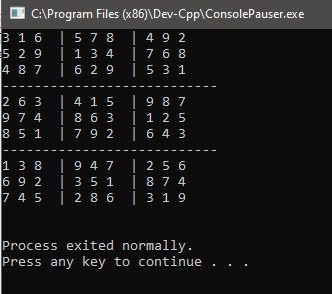 C:\Program Files (x86)\Dev-Cpp\ConsolePauser.exe
3 1 6 | 5 7 8 | 4 9 2
5 2 9 | 1 3 4 | 7 6 8
4 8 7 | 6 2 9 | 5 3 1
---------------------------
2 6 3 | 4 1 5 | 9 8 7
9 7 4 | 8 6 3 | 1 2 5
8 5 1 | 7 9 2 | 6 4 3
---------------------------
1 3 8 | 9 4 7 | 2 5 6
6 9 2 | 3 5 1 | 8 7 4
7 4 5 | 2 8 6 | 3 1 9
Process exited normally.
Press any key to continue . . .